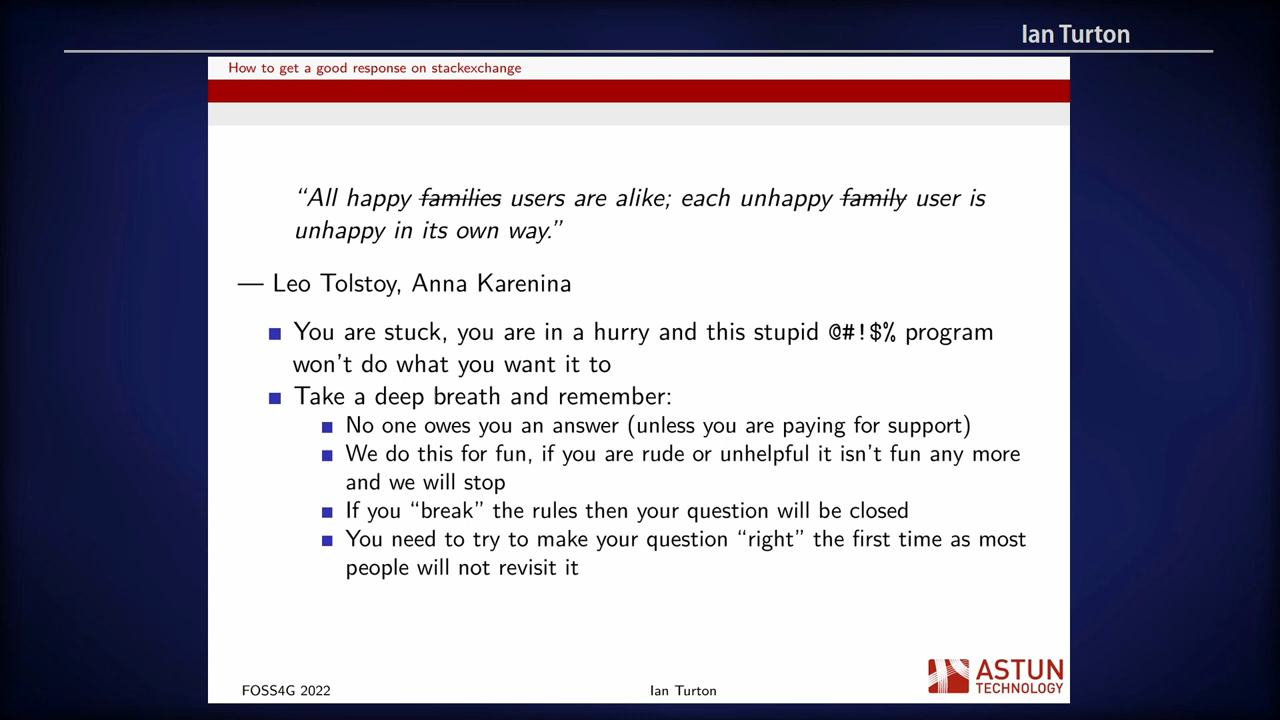 Ian Turton
How to get a good response on stackexchange
“All happy families users are alike; each unhappy family user is
unhappy in its own way.”
— Leo Tolstoy, Anna Karenina
You are stuck, you are in a hurry and this stupid @#!$% program
won't do what you want it to
Take a deep breath and remember:
No one owes you an answer (unless you are paying for support)
We do this for fun, if you are rude or unhelpful it isn't fun any more
and we will stop
If you “break” the rules then your question will be closed
You need to try to make your question “right” the first time as most
people will not revisit it
ASTUN
TECHNOLOGY
FOSS4G 2022
Ian Turton